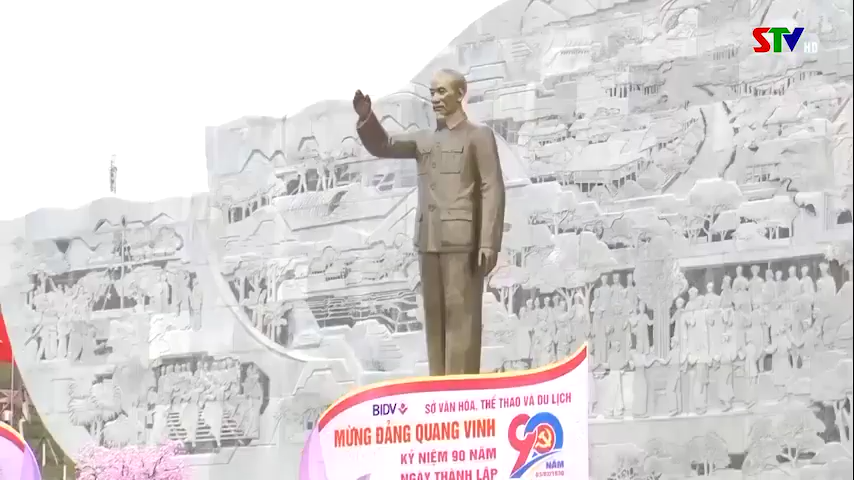 STV HD
BIDV SỞ VĂN HÓA, THỂ THAO VÀ DU LỊCH
MỪNG ĐẢNG QUANG VINH
KỶ NIỆM 90 NĂM
NGÀY THÀNH LẬP
90
NĂM